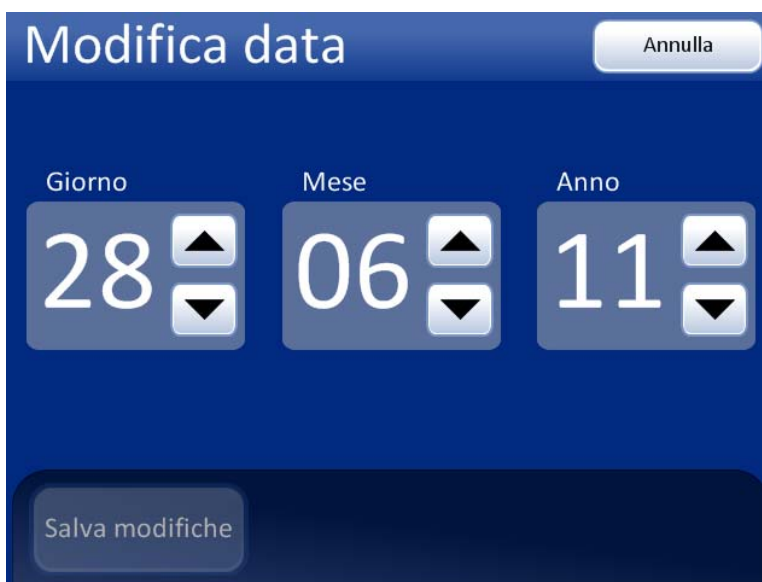 Modifica data
Annulla
Giorno Mese Anno
28 06 11
Salva modifiche